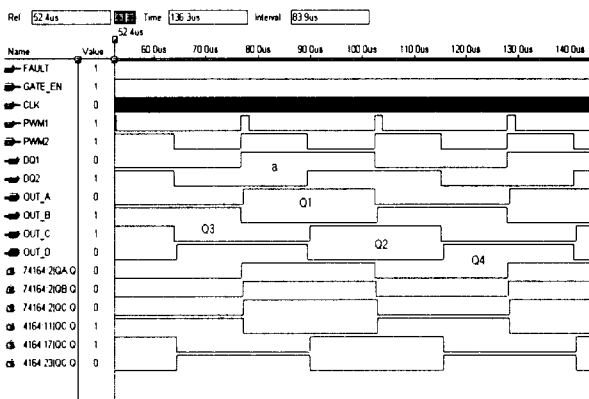 Ref: 52.4us Time 136.3us Interval 83.9us
52.4us
Name Value 60.0us 70.0us 80.0us 90.0us 100.0us 110.0us 120.0us 130.0us 140.0us
FAULT 1
GATE_EN 1
CLK 0
PWM1 1
PWM2 1
DQ1 0
DQ2 1
OUT_A 0
OUT_B 1
OUT_C 1
OUT_D 0
74164 2|QA Q 0
74164 2|QB Q 0
74164 2|QC Q 0
4164 11|QC Q 1
4164 17|QC Q 1
4164 23|QC Q 0
a
Q1
Q3
Q2
Q4